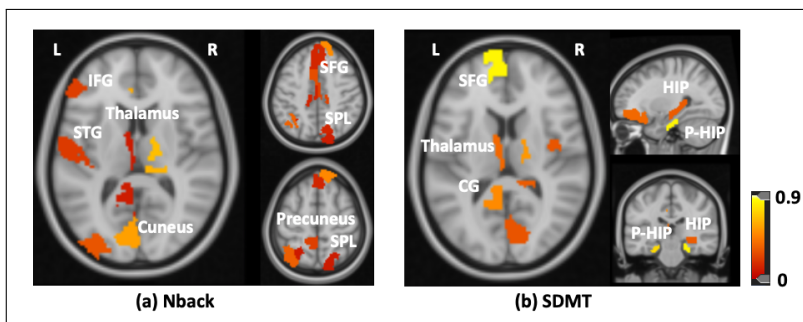 L R
IFG
Thalamus
STG
Cuneus
SFG
SPL
Precuneus
SPL
(a) Nback
L R
SFG
Thalamus
CG
HIP
P-HIP
P-HIP HIP
(b) SDMT
0.9
0